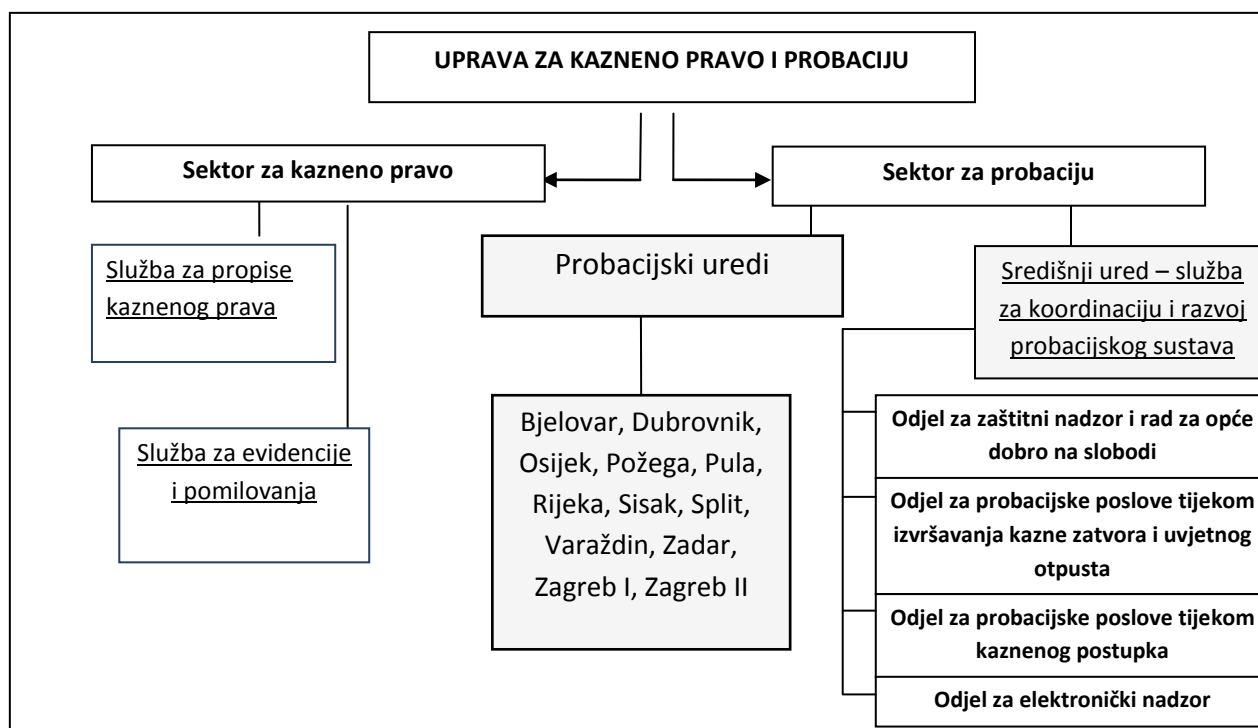 UPRAVA ZA KAZNENO PRAVO I PROBACIJU
Sektor za kazneno pravo
Sektor za probaciju
Služba za propise
kaznenog prava
Služba za evidencije
i pomilovanja
Probacijski uredi
Bjelovar, Dubrovnik,
Osijek, Požega, Pula,
Rijeka, Sisak, Split,
Varaždin, Zadar,
Zagreb I, Zagreb II
Središnji ured – služba
za koordinaciju i razvoj
probacijskog sustava
Odjel za zaštitni nadzor i rad za opće
dobro na slobodi
Odjel za probacijske poslove tijekom
izvršavanja kazne zatvora i uvjetnog
otpusta
Odjel za probacijske poslove tijekom
kaznenog postupka
Odjel za elektronički nadzor